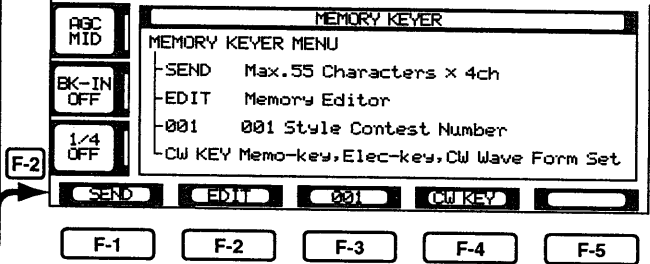 MEMORY KEYER
AGC
MID
MEMORY KEYER MENU
SEND Max.55 Characters × 4ch
BK-IN
OFF
EDIT Memory Editor
001 001 Style Contest Number
1/4
OFF
CW KEY Memo-key,Elec-key,CW Wave Form Set
F-2
SEND EDIT 001 CW KEY
F-1 F-2 F-3 F-4 F-5